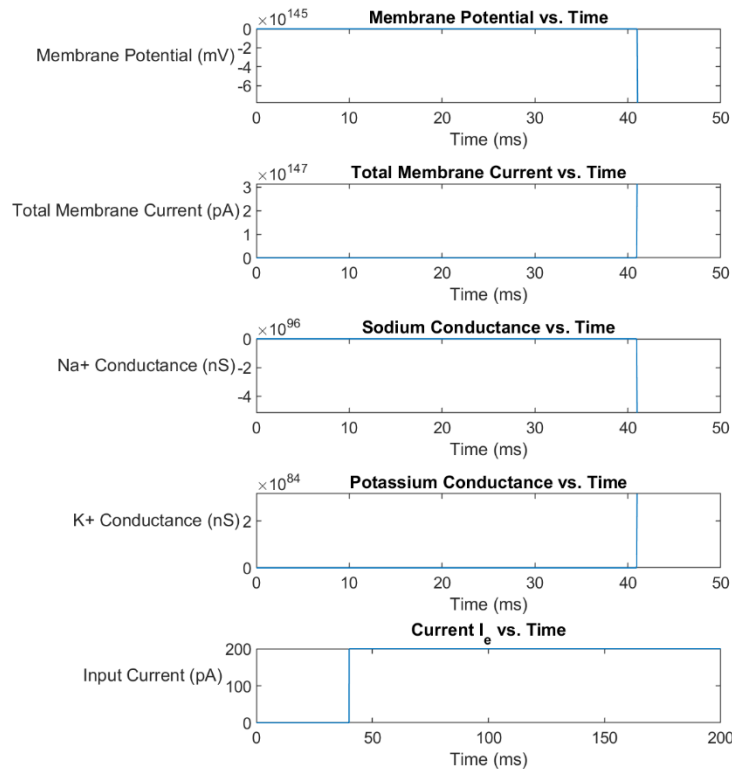 ×10^145
Membrane Potential vs. Time
Membrane Potential (mV)
0
-2
-4
-6
0 10 20 30 40 50
Time (ms)
×10^147
Total Membrane Current vs. Time
Total Membrane Current (pA)
3
2
1
0
0 10 20 30 40 50
Time (ms)
×10^96
Sodium Conductance vs. Time
Na+ Conductance (nS)
0
-2
-4
0 10 20 30 40 50
Time (ms)
×10^84
Potassium Conductance vs. Time
K+ Conductance (nS)
2
0
0 10 20 30 40 50
Time (ms)
Current I_e vs. Time
Input Current (pA)
200
100
0
0 50 100 150 200
Time (ms)